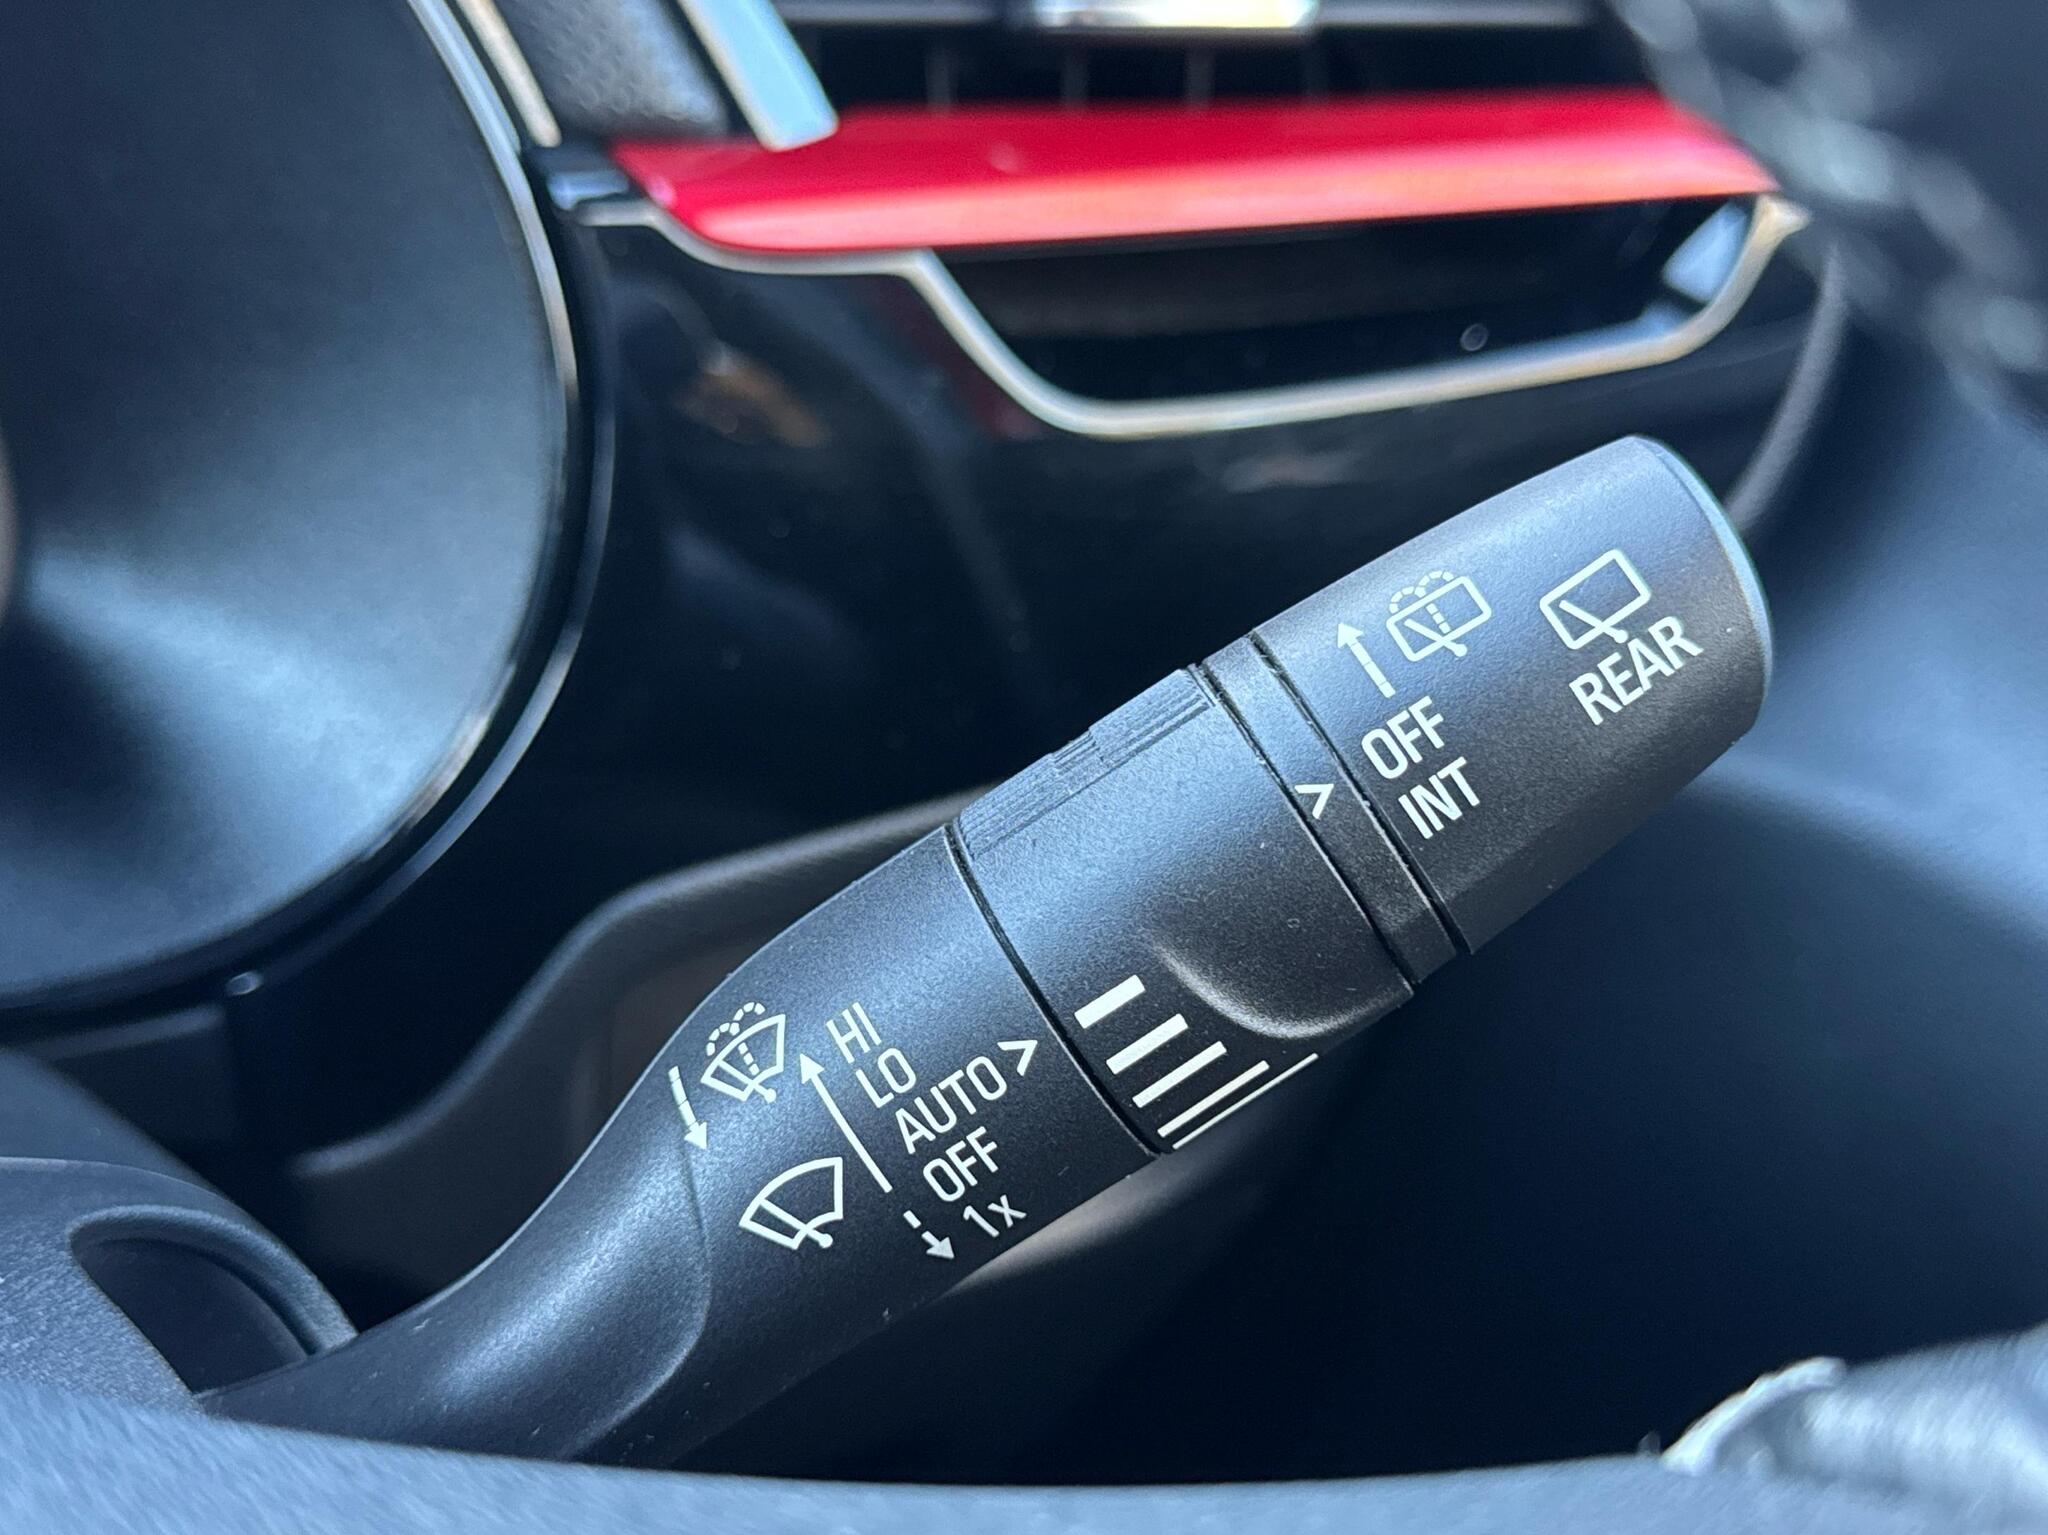 HI
LO
AUTO >
OFF
1x
>
OFF
INT
REAR